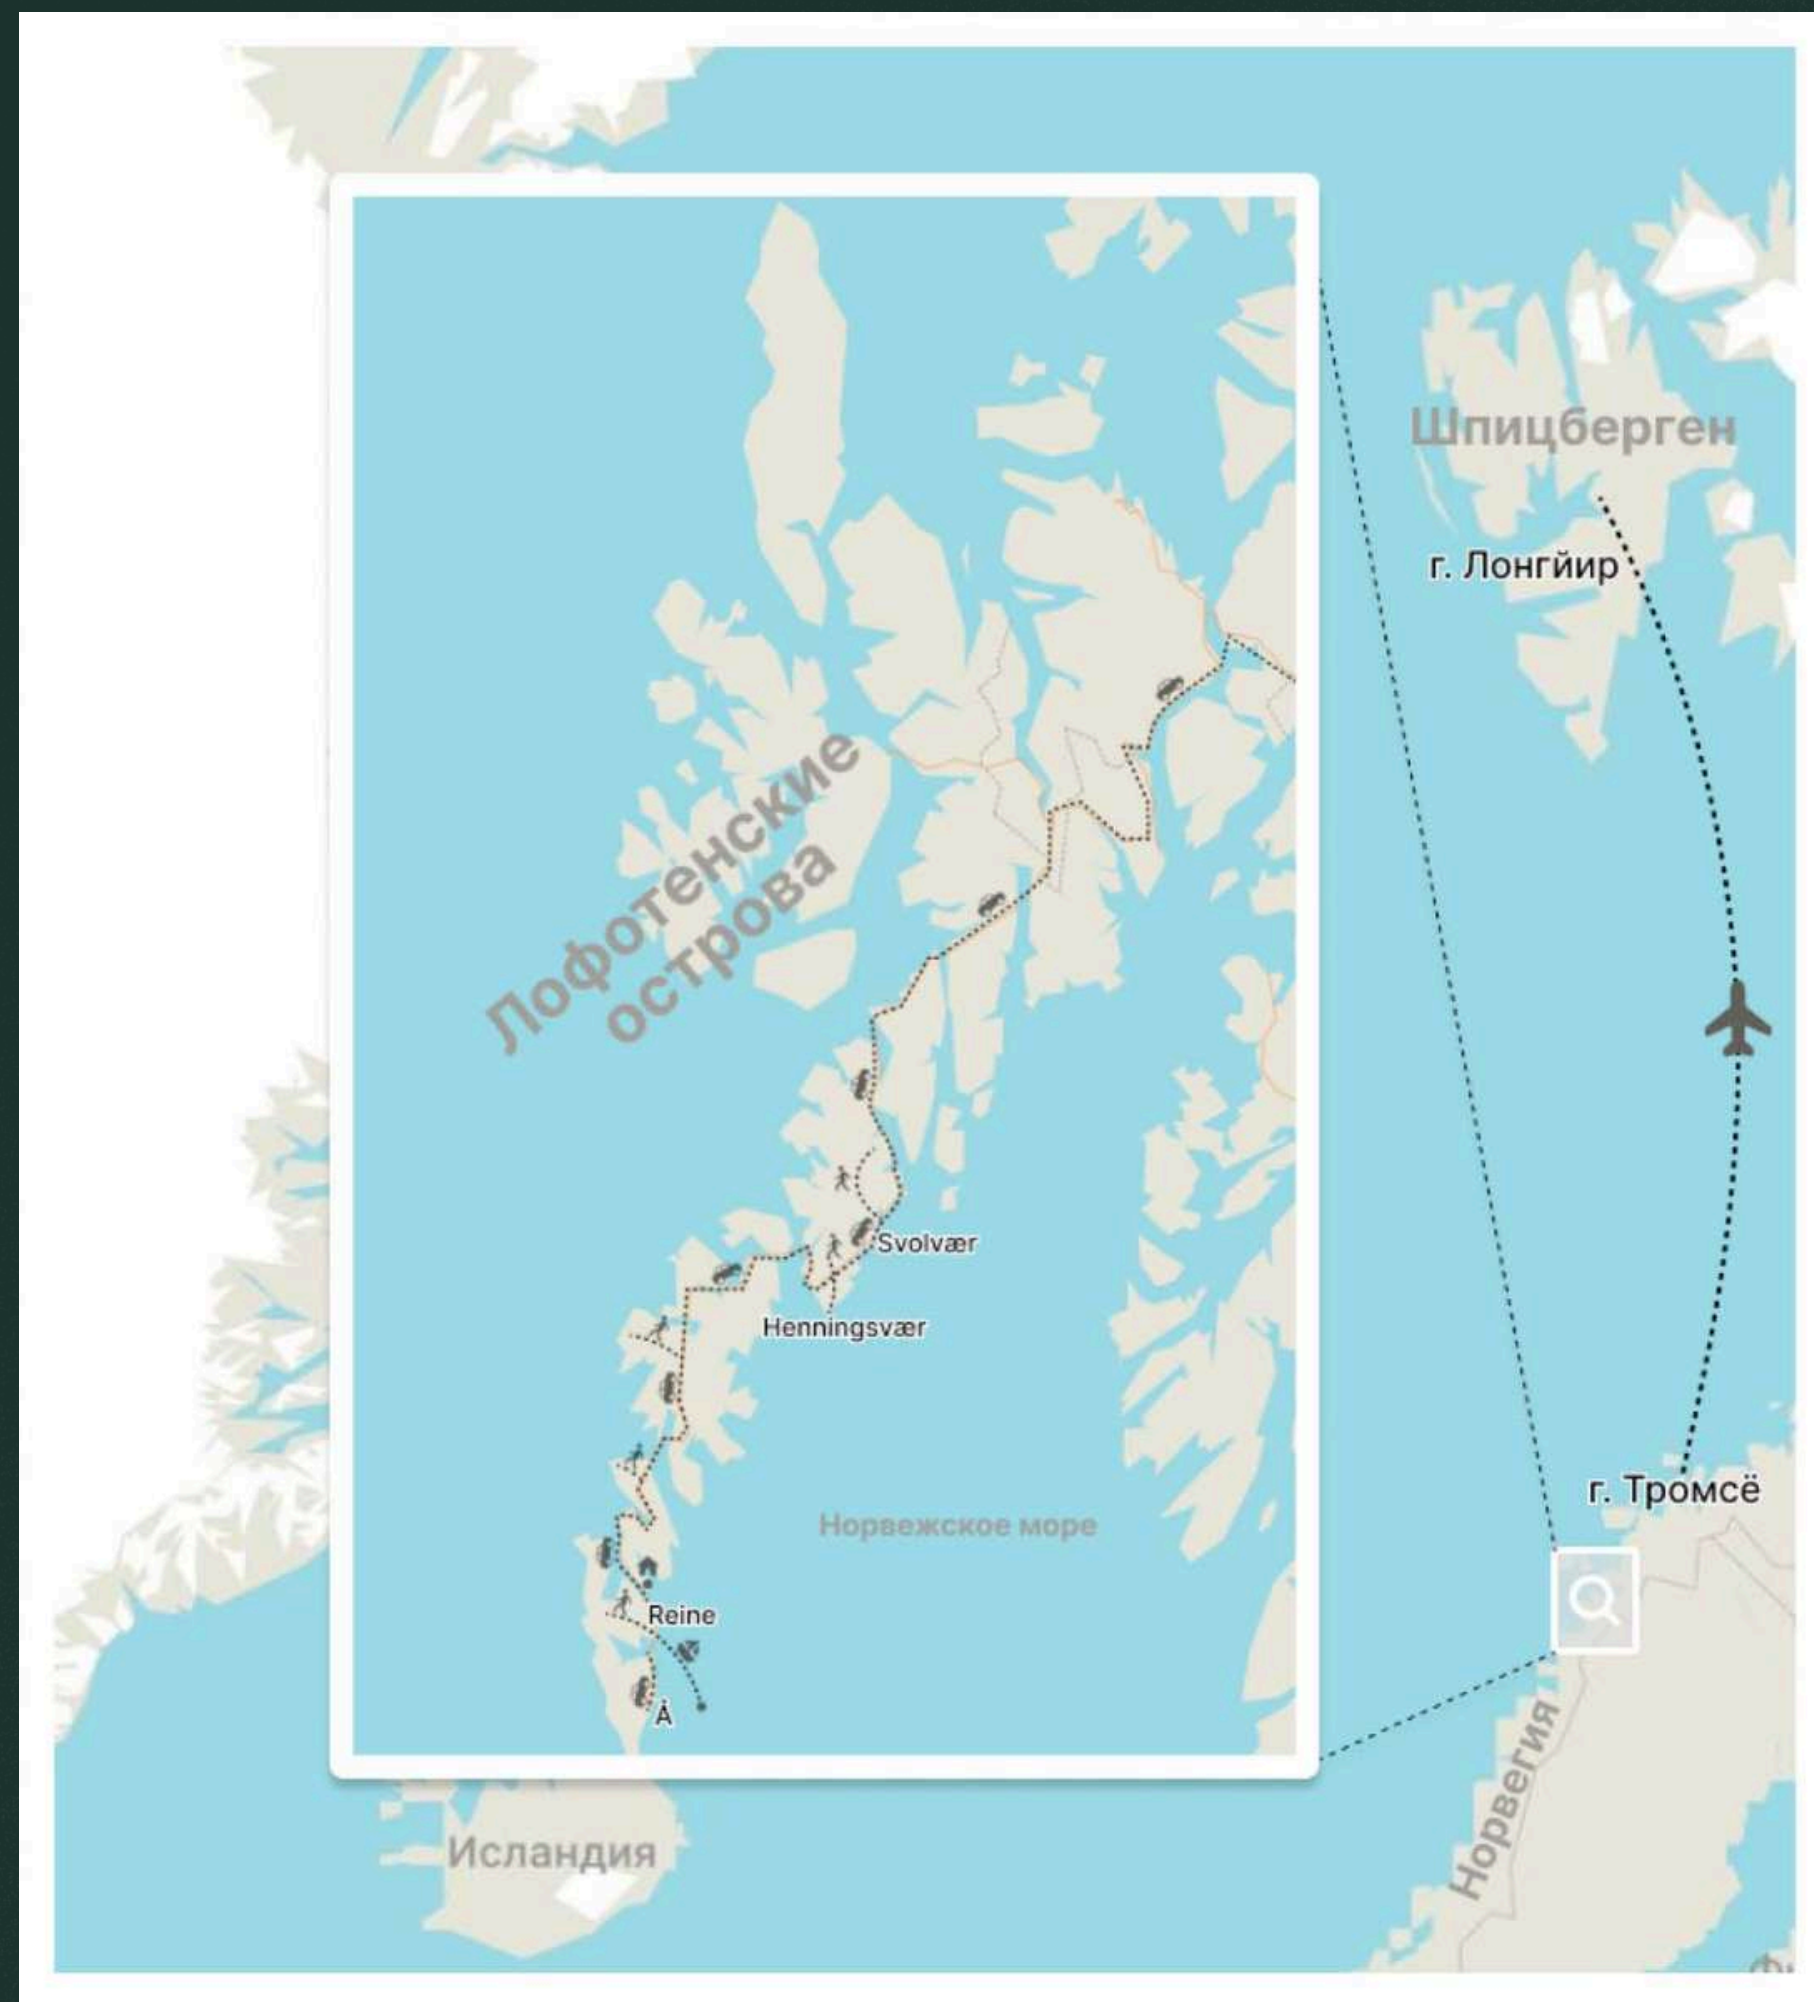 Шпицберген
г. Лонгйир
Лофотенские
острова
Svolvær
Henningsvær
г. Тромсё
Норвежское море
Reine
Å
Норвегия
Исландия